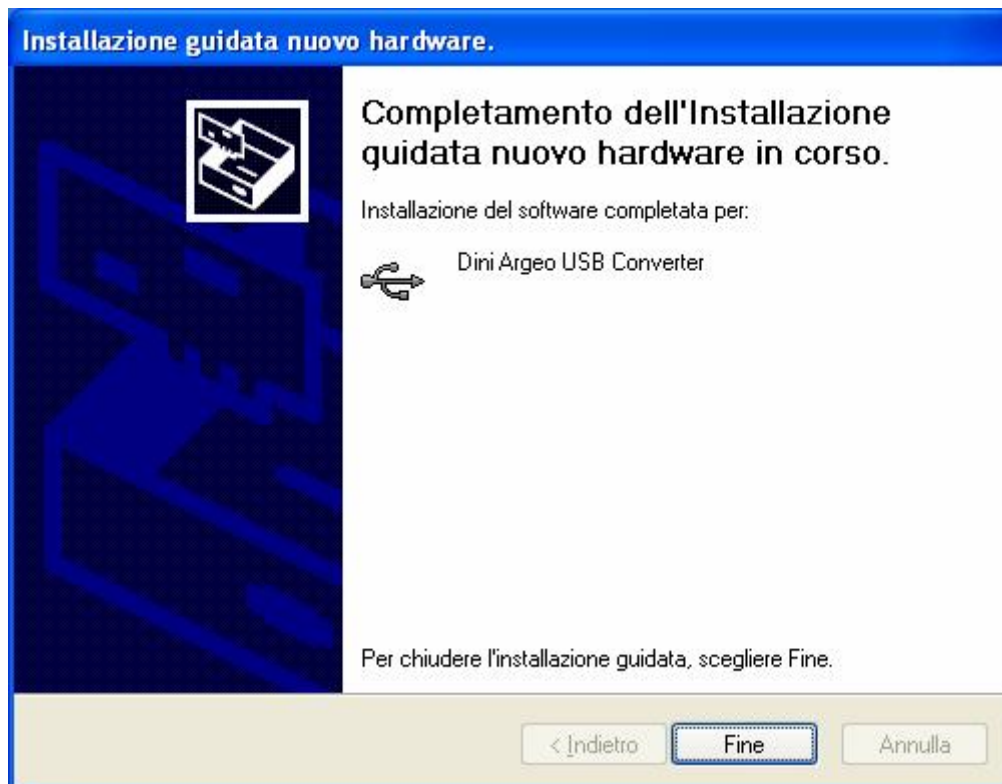 Installazione guidata nuovo hardware.
Completamento dell'Installazione
guidata nuovo hardware in corso.
Installazione del software completata per:
Dini Argeo USB Converter
Per chiudere l'installazione guidata, scegliere Fine.
< Indietro
Fine
Annulla